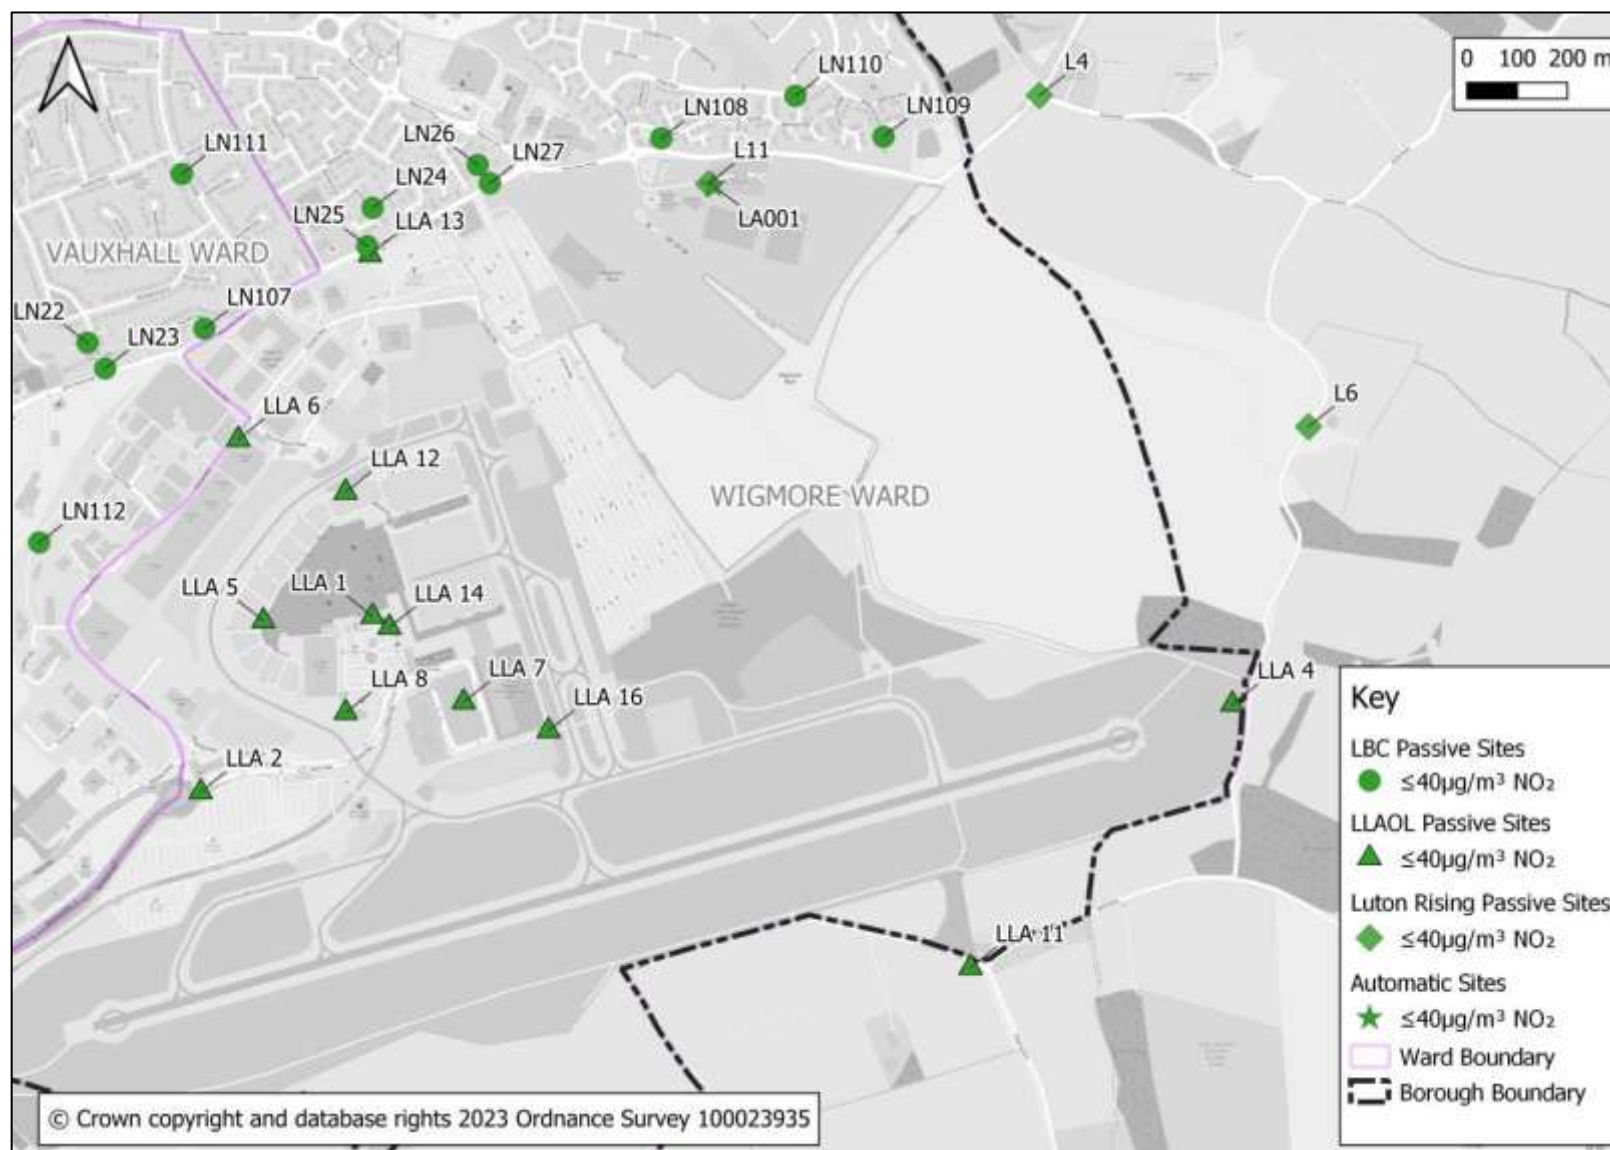 0 100 200 m
LN110
L4
LN108
LN109
LN26
LN27
L11
LN111
LN24
LA001
LN25
LLA 13
VAUXHALL WARD
LN107
LN22
LN23
LLA 6
L6
LLA 12
WIGMORE WARD
LN112
LLA 5
LLA 1
LLA 14
LLA 8
LLA 7
LLA 16
LLA 4
LLA 2
LLA 11
Key
LBC Passive Sites
≤40µg/m³ NO₂
LLAOL Passive Sites
≤40µg/m³ NO₂
Luton Rising Passive Sites
≤40µg/m³ NO₂
Automatic Sites
≤40µg/m³ NO₂
Ward Boundary
Borough Boundary
© Crown copyright and database rights 2023 Ordnance Survey 100023935